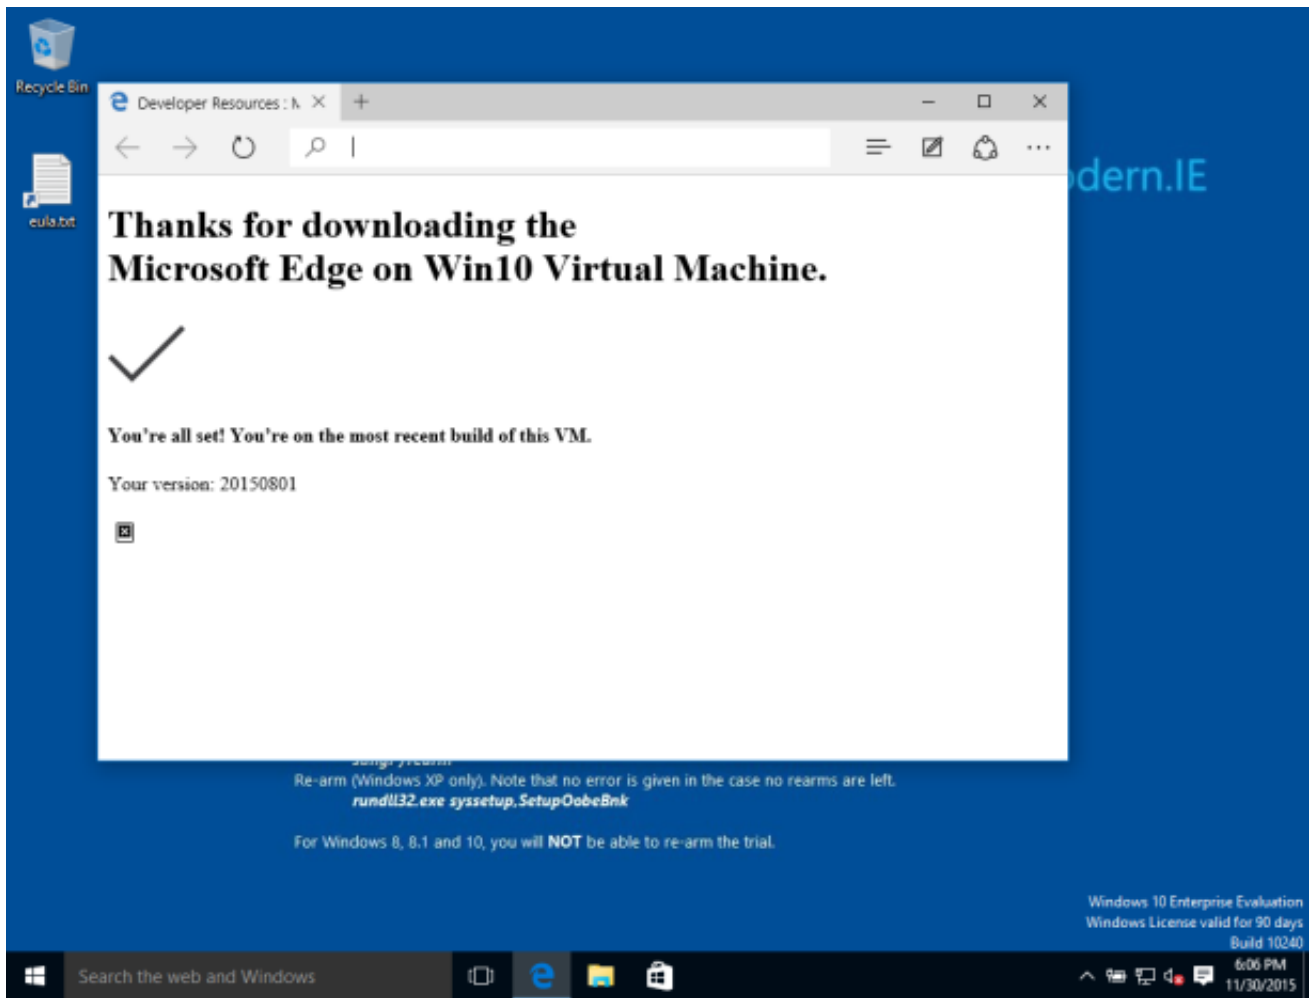 Recycle Bin
Developer Resources : M
eula.txt
dern.IE
Thanks for downloading the
Microsoft Edge on Win10 Virtual Machine.
You're all set! You're on the most recent build of this VM.
Your version: 20150801
Re-arm (Windows XP only). Note that no error is given in the case no rearms are left.
rundll32.exe syssetup,SetupOobeBnk
For Windows 8, 8.1 and 10, you will NOT be able to re-arm the trial.
Windows 10 Enterprise Evaluation
Windows License valid for 90 days
Build 10240
Search the web and Windows
6:06 PM
11/30/2015